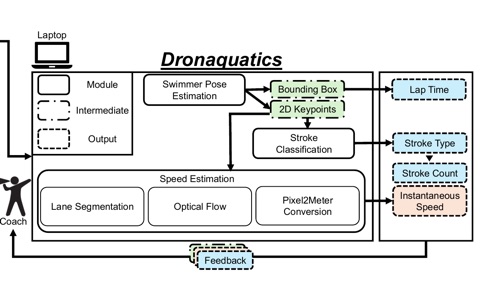 Laptop
Dronaquatics
Module
Intermediate
Output
Swimmer Pose
Estimation
Bounding Box
2D Keypoints
Stroke
Classification
Lap Time
Stroke Type
Stroke Count
Instantaneous
Speed
Speed Estimation
Lane Segmentation
Optical Flow
Pixel2Meter
Conversion
Coach
Feedback